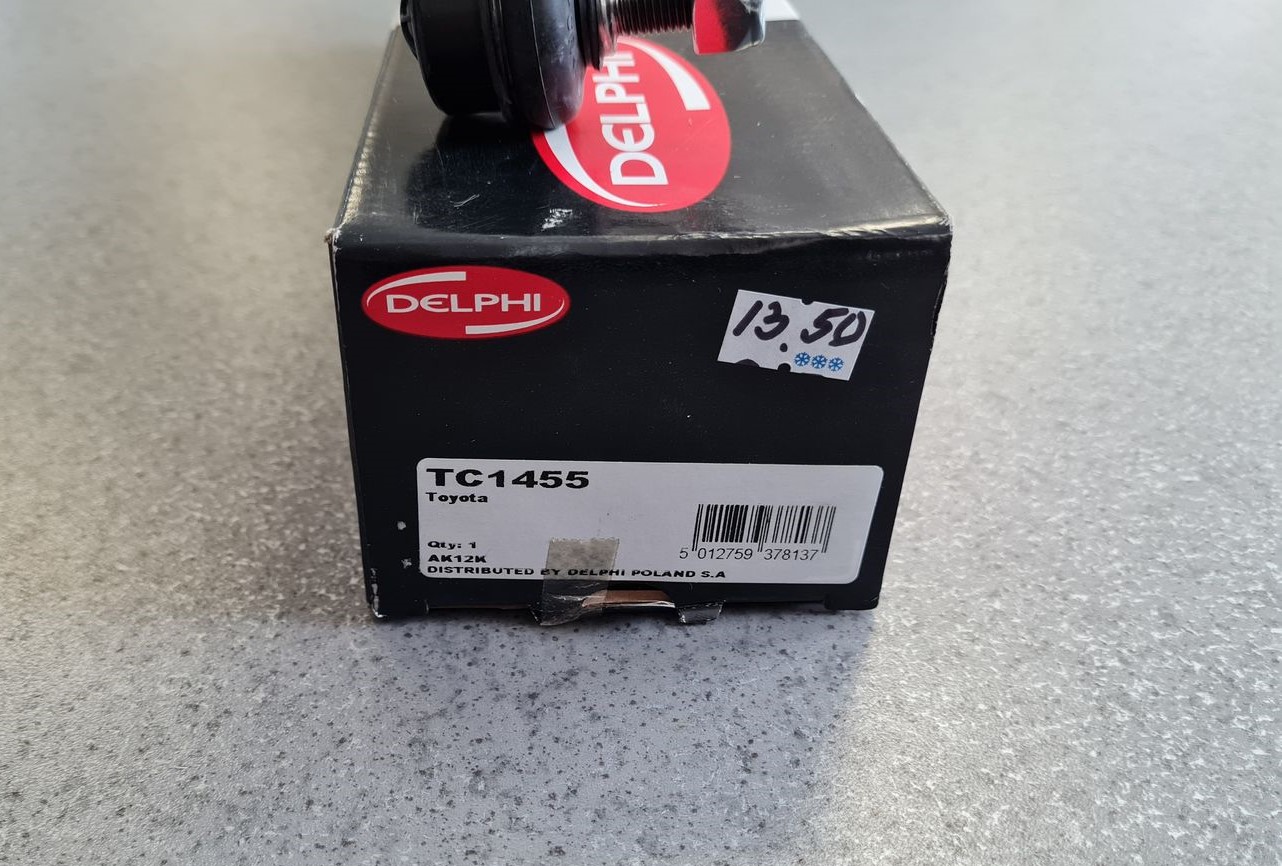 DELPHI
DELPHI
13.50
TC1455
Toyota
Qty: 1
AK12K
DISTRIBUTED BY DELPHI POLAND S.A
5 012759 378137